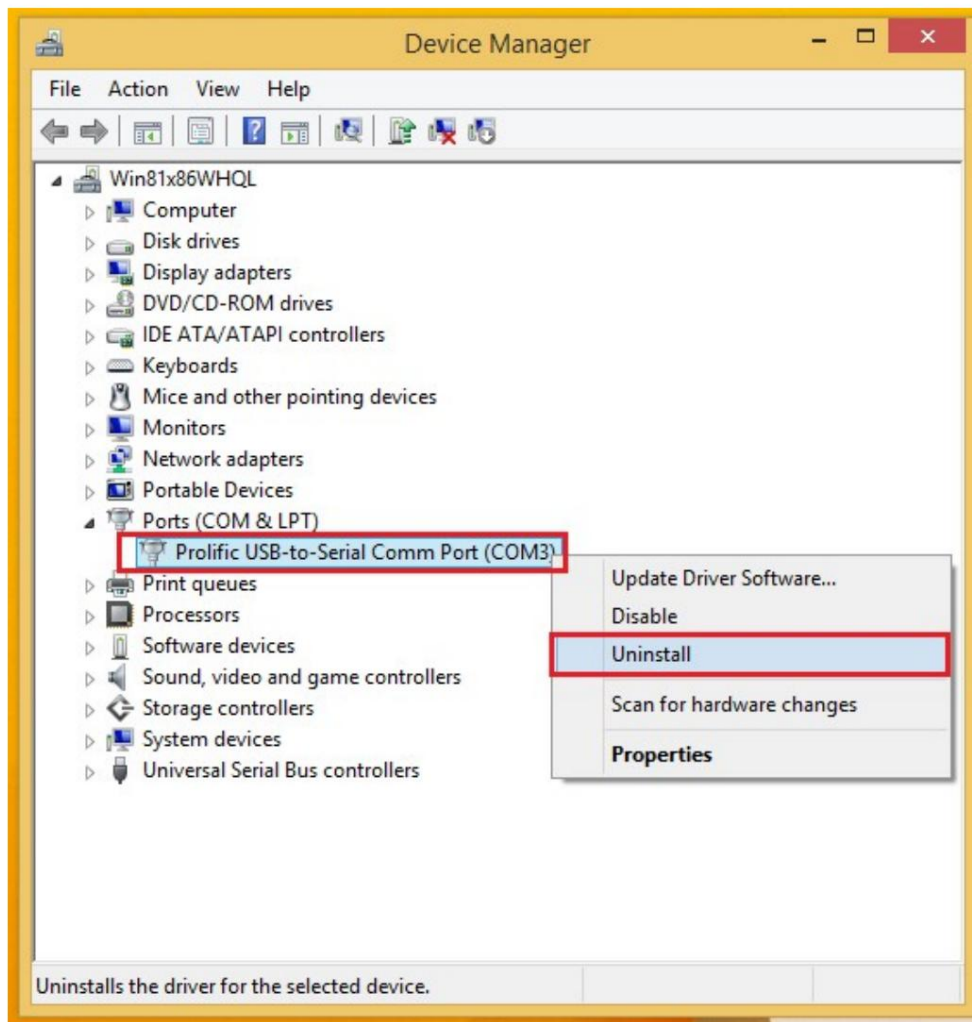 Device Manager
File Action View Help
Win81x86WHQL
Computer
Disk drives
Display adapters
DVD/CD-ROM drives
IDE ATA/ATAPI controllers
Keyboards
Mice and other pointing devices
Monitors
Network adapters
Portable Devices
Ports (COM & LPT)
Prolific USB-to-Serial Comm Port (COM3)
Print queues
Processors
Software devices
Sound, video and game controllers
Storage controllers
System devices
Universal Serial Bus controllers
Update Driver Software...
Disable
Uninstall
Scan for hardware changes
Properties
Uninstalls the driver for the selected device.